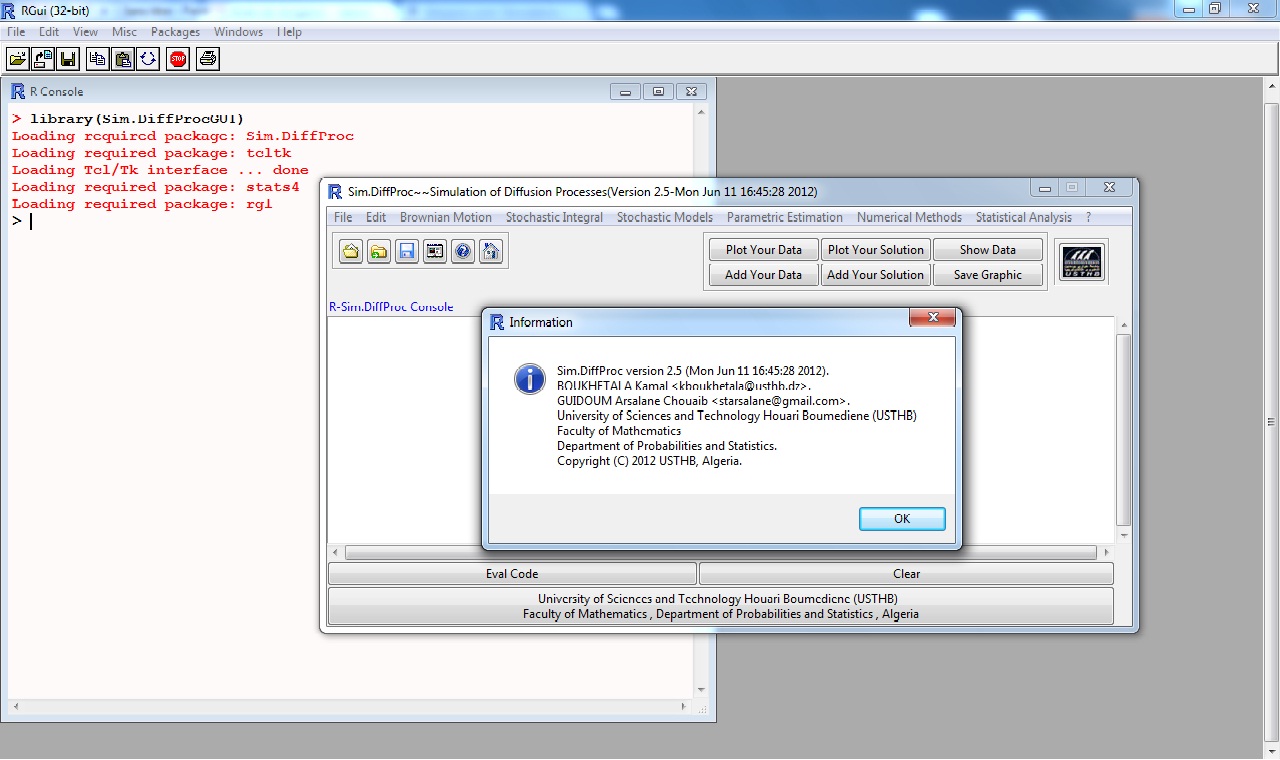 RGui (32-bit)
File Edit View Misc Packages Windows Help
STOP
R Console
> library(Sim.DiffProcGUI)
Loading required package: Sim.DiffProc
Loading required package: tcltk
Loading Tcl/Tk interface ... done
Loading required package: stats4
Loading required package: rgl
>
Sim.DiffProc~~Simulation of Diffusion Processes(Version 2.5-Mon Jun 11 16:45:28 2012)
File Edit Brownian Motion Stochastic Integral Stochastic Models Parametric Estimation Numerical Methods Statistical Analysis ?
Plot Your Data Plot Your Solution Show Data
Add Your Data Add Your Solution Save Graphic
USTHB
R-Sim.DiffProc Console
Information
Sim.DiffProc version 2.5 (Mon Jun 11 16:45:28 2012).
BOUKHETALA Kamal <kboukhetala@usthb.dz>.
GUIDOUM Arsalane Chouaib <starsalane@gmail.com>.
University of Sciences and Technology Houari Boumediene (USTHB)
Faculty of Mathematics
Department of Probabilities and Statistics.
Copyright (C) 2012 USTHB, Algeria.
OK
Eval Code Clear
University of Sciences and Technology Houari Boumediene (USTHB)
Faculty of Mathematics , Department of Probabilities and Statistics , Algeria